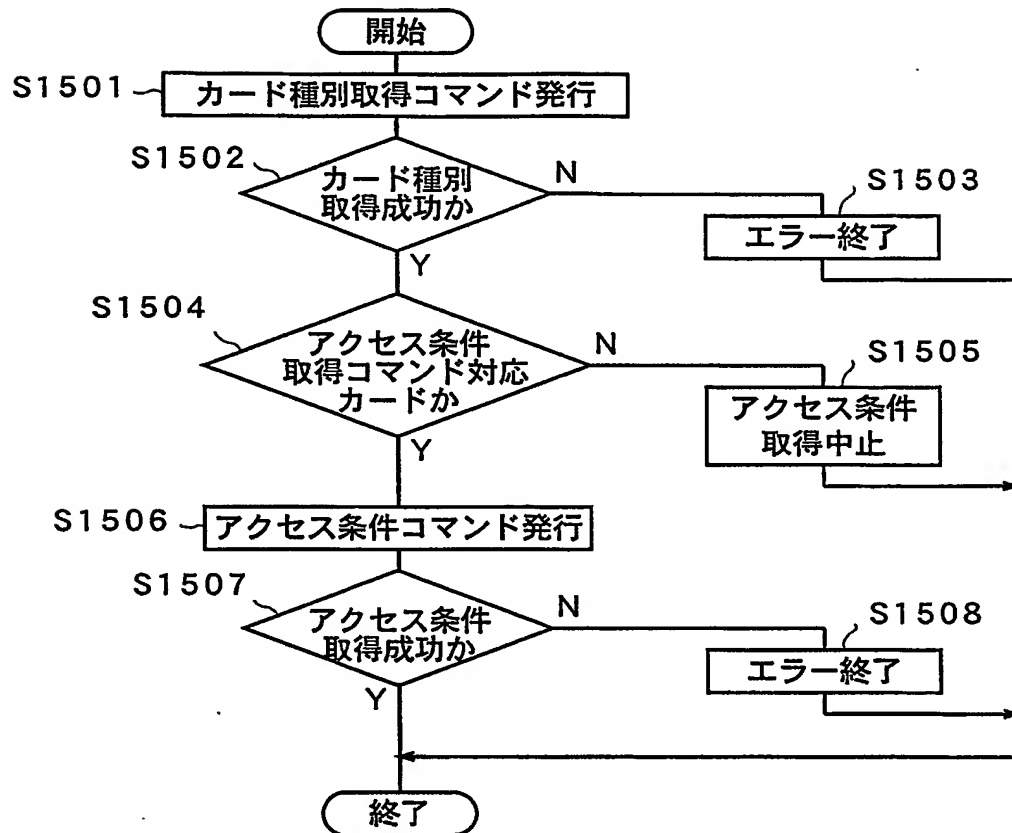 開始
S1501
カード種別取得コマンド発行
S1502
カード種別
取得成功か
N
S1503
エラー終了
Y
S1504
アクセス条件
取得コマンド対応
カードか
N
S1505
アクセス条件
取得中止
Y
S1506
アクセス条件コマンド発行
S1507
アクセス条件
取得成功か
N
S1508
エラー終了
Y
終了